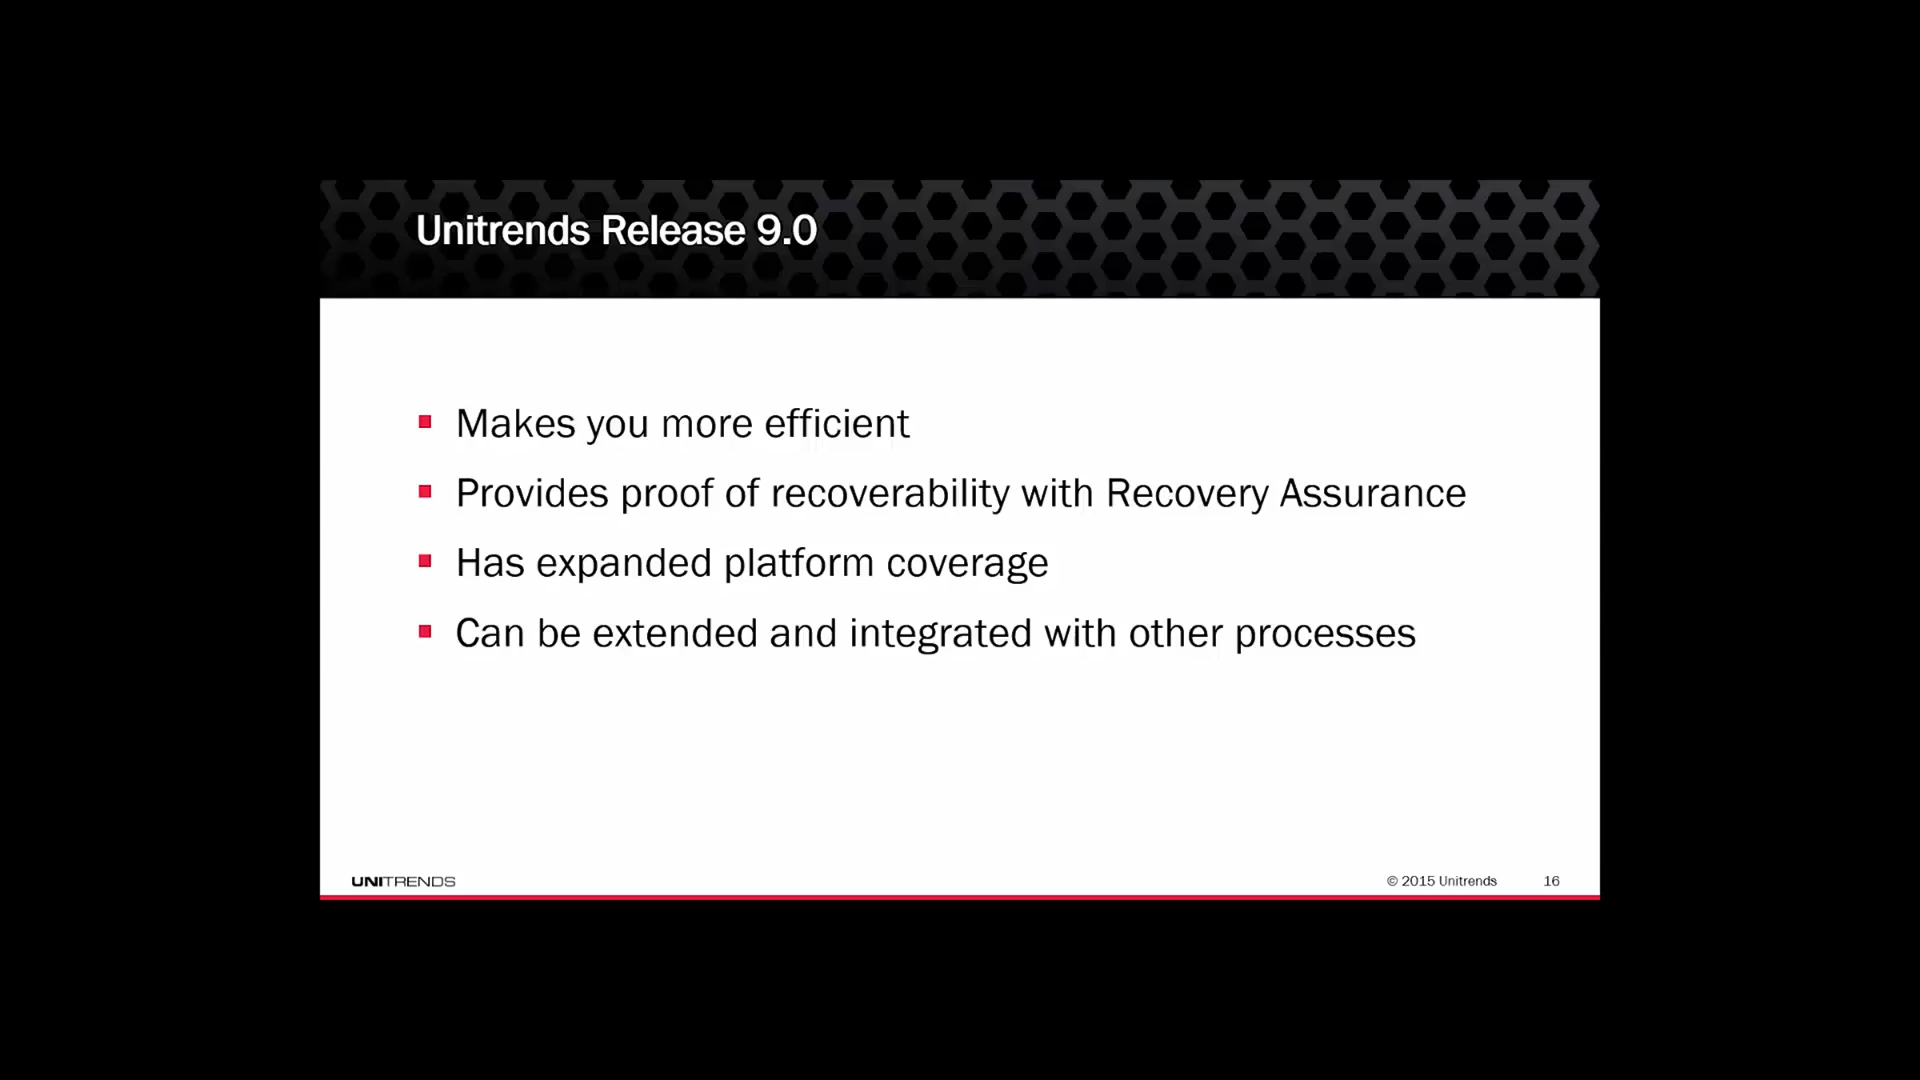 Unitrends Release 9.0
Makes you more efficient
Provides proof of recoverability with Recovery Assurance
Has expanded platform coverage
Can be extended and integrated with other processes
UNITRENDS
© 2015 Unitrends 16